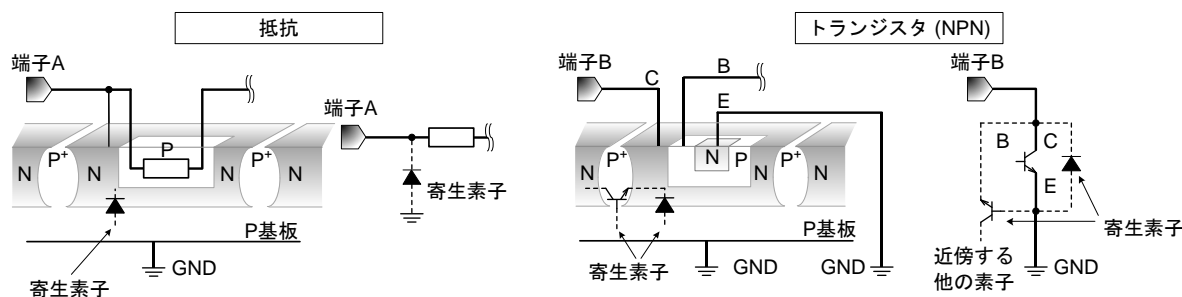 抵抗
端子A
P
N
P+
N
N
P+
N
P基板
GND
寄生素子
端子A
寄生素子
トランジスタ (NPN)
端子B
C
B
E
N
P+
N
N
P
N
P+
N
P基板
寄生素子
GND
GND
端子B
B
C
E
寄生素子
近傍する
他の素子
GND